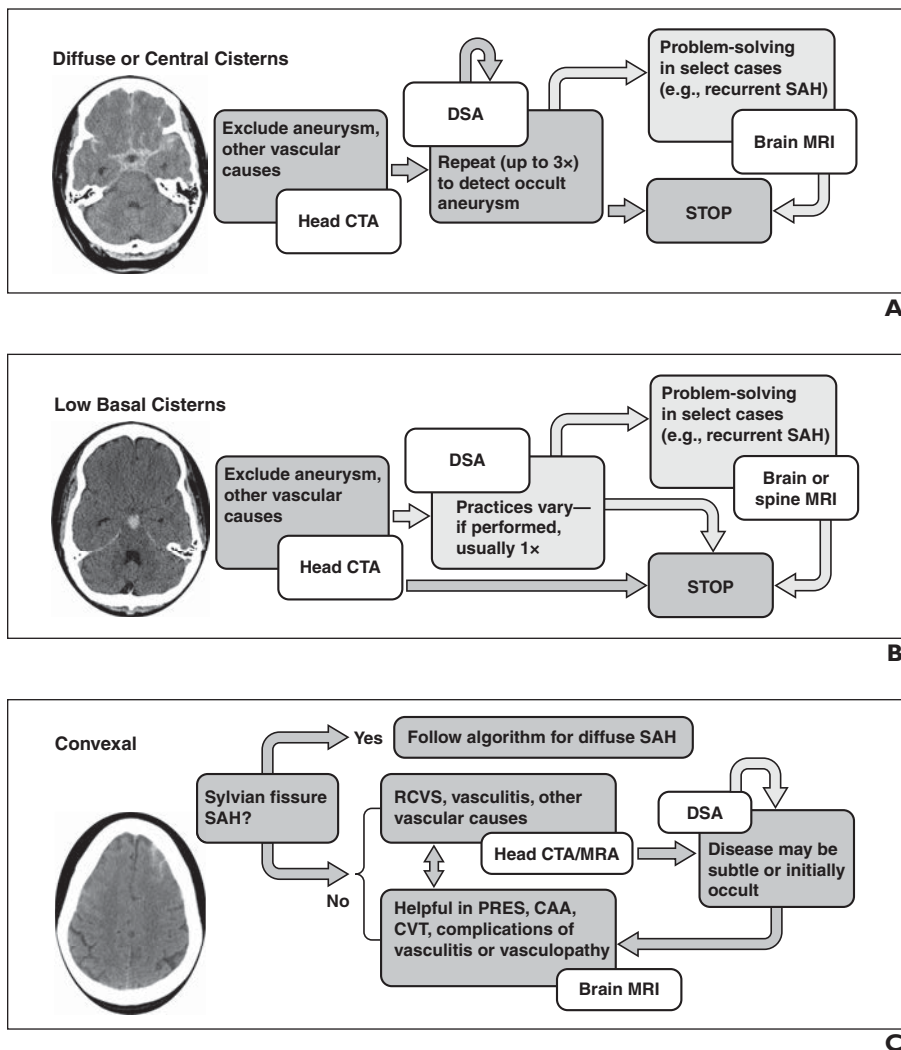 Diffuse or Central Cisterns
Exclude aneurysm,
other vascular
causes
Head CTA
DSA
Repeat (up to 3×)
to detect occult
aneurysm
Problem-solving
in select cases
(e.g., recurrent SAH)
Brain MRI
STOP
A
Low Basal Cisterns
Exclude aneurysm,
other vascular
causes
Head CTA
DSA
Practices vary—
if performed,
usually 1×
Problem-solving
in select cases
(e.g., recurrent SAH)
Brain or
spine MRI
STOP
B
Convexal
Sylvian fissure
SAH?
Yes
Follow algorithm for diffuse SAH
No
RCVS, vasculitis, other
vascular causes
Head CTA/MRA
DSA
Disease may be
subtle or initially
occult
Helpful in PRES, CAA,
CVT, complications of
vasculitis or vasculopathy
Brain MRI
C